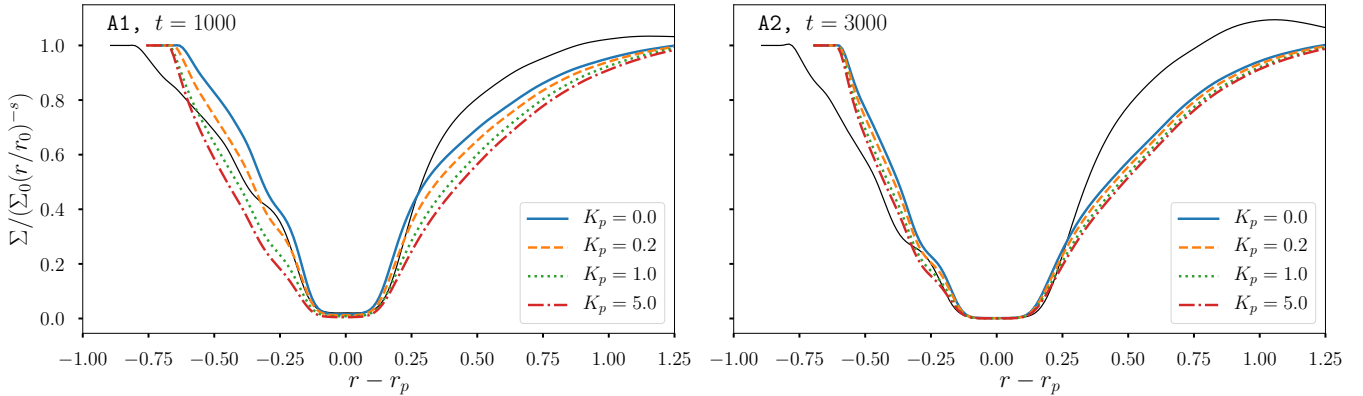 A1, t = 1000
Σ/(Σ₀(r/r₀)⁻ˢ)
1.0
0.8
0.6
0.4
0.2
0.0
K_p = 0.0
K_p = 0.2
K_p = 1.0
K_p = 5.0
−1.00 −0.75 −0.50 −0.25 0.00 0.25 0.50 0.75 1.00 1.25
r − r_p
A2, t = 3000
K_p = 0.0
K_p = 0.2
K_p = 1.0
K_p = 5.0
−1.00 −0.75 −0.50 −0.25 0.00 0.25 0.50 0.75 1.00 1.25
r − r_p